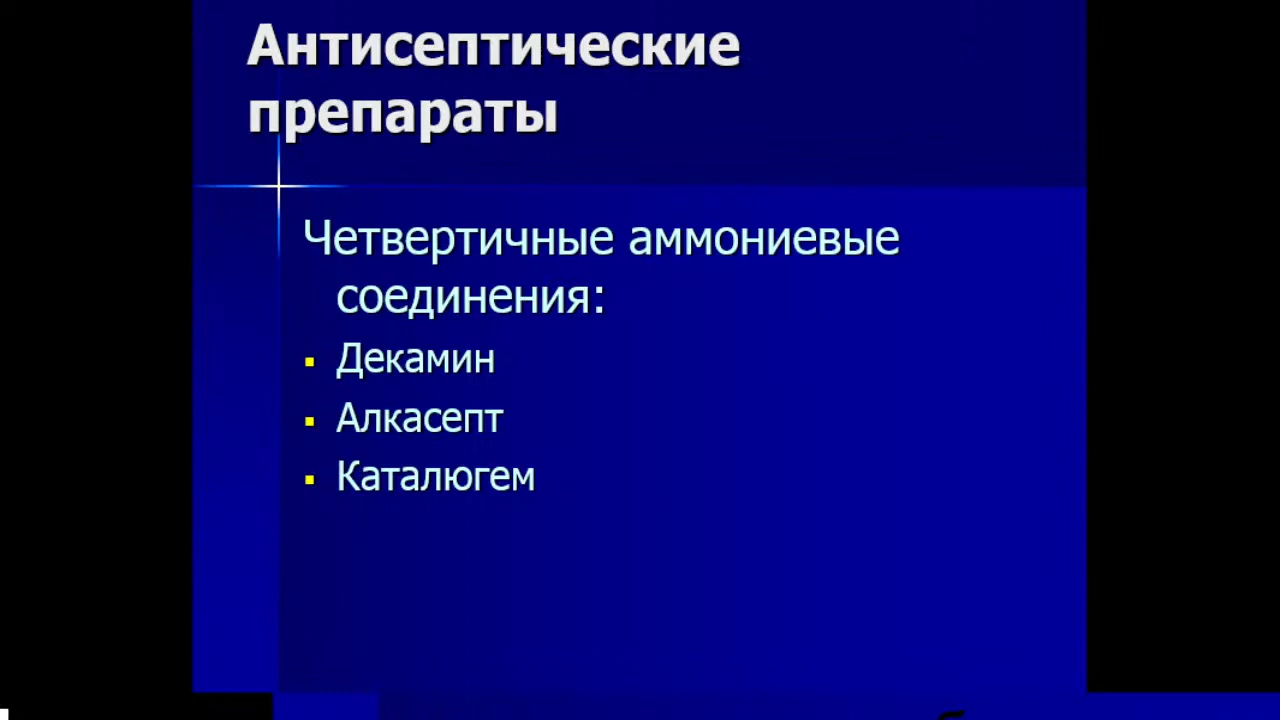 Антисептические
препараты
Четвертичные аммониевые
соединения:
Декамин
Алкасепт
Каталюгем